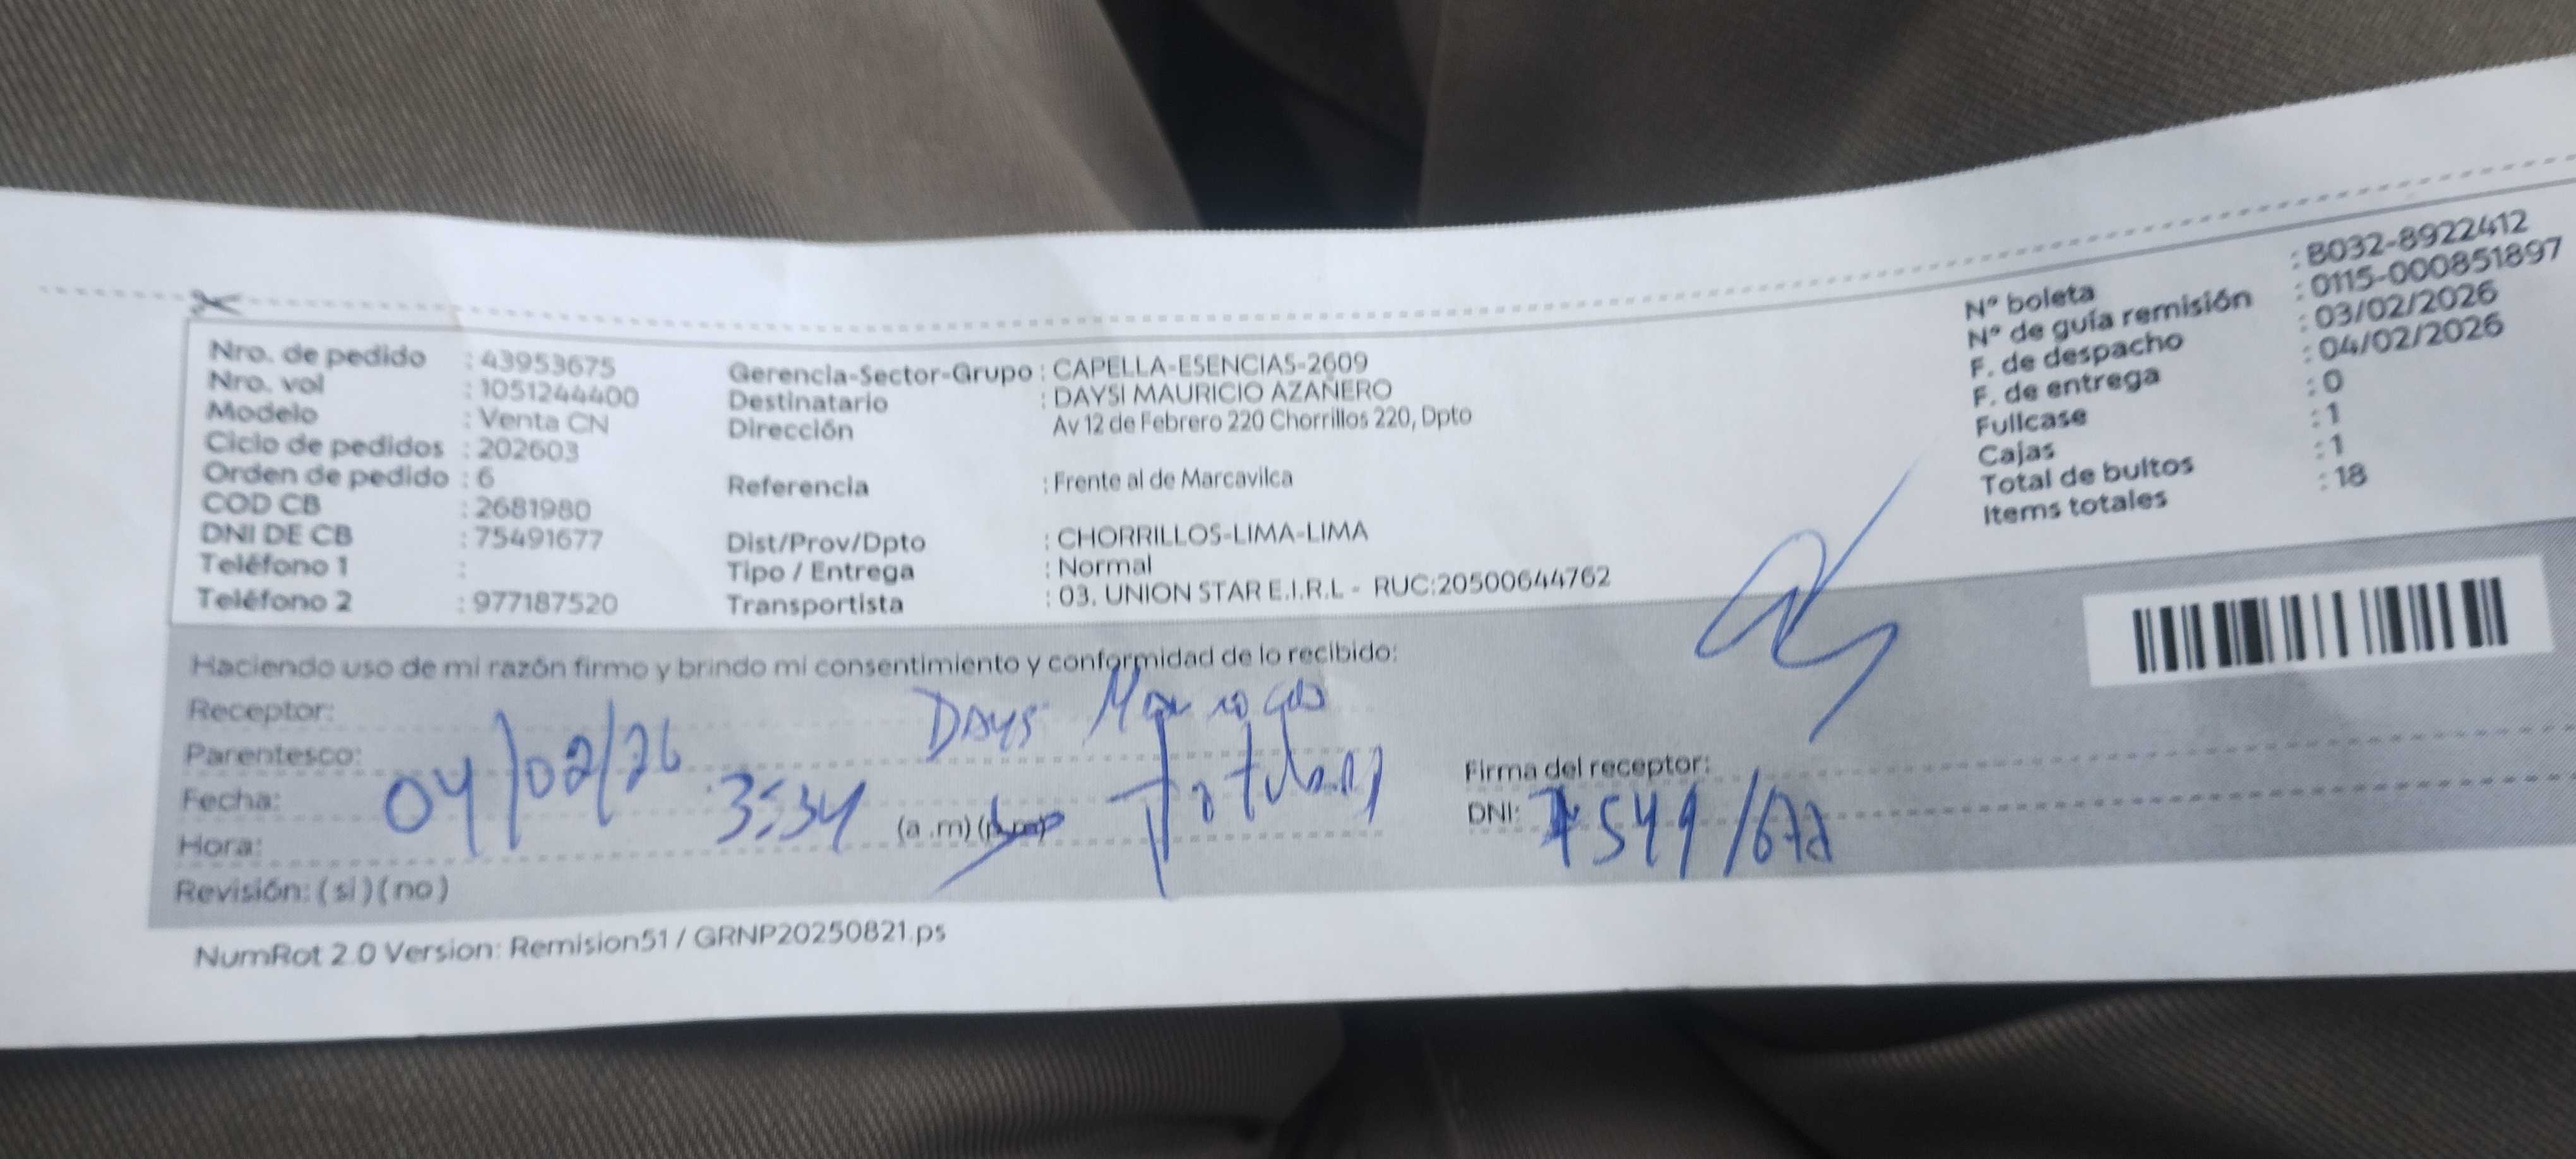 Nro. de pedido : 43953675
Nro. vol : 1051244400
Modelo : Venta CN
Ciclo de pedidos : 202603
Orden de pedido : 6
COD CB : 2681980
DNI DE CB : 75491677
Teléfono 1 :
Teléfono 2 : 977187520
Gerencia-Sector-Grupo : CAPELLA-ESENCIAS-2609
Destinatario : DAYSI MAURICIO AZAÑERO
Dirección Av 12 de Febrero 220 Chorrillos 220, Dpto
Referencia : Frente al de Marcavilca
Dist/Prov/Dpto : CHORRILLOS-LIMA-LIMA
Tipo / Entrega : Normal
Transportista : 03. UNION STAR E.I.R.L - RUC:20500644762
N° boleta : B032-8922412
N° de guía remisión : 0115-000851897
F. de despacho : 03/02/2026
F. de entrega : 04/02/2026
Fullcase : 0
Cajas : 1
Total de bultos : 1
Items totales : 18
Haciendo uso de mi razón firmo y brindo mi consentimiento y conformidad de lo recibido:
Receptor: Days
Parentesco:
Fecha: 04/02/26
Hora: 3:34 (a .m) (p.m)
Revisión: ( si ) ( no )
Firma del receptor:
DNI: 75491677
NumRot 2.0 Version: Remision51 / GRNP20250821.ps